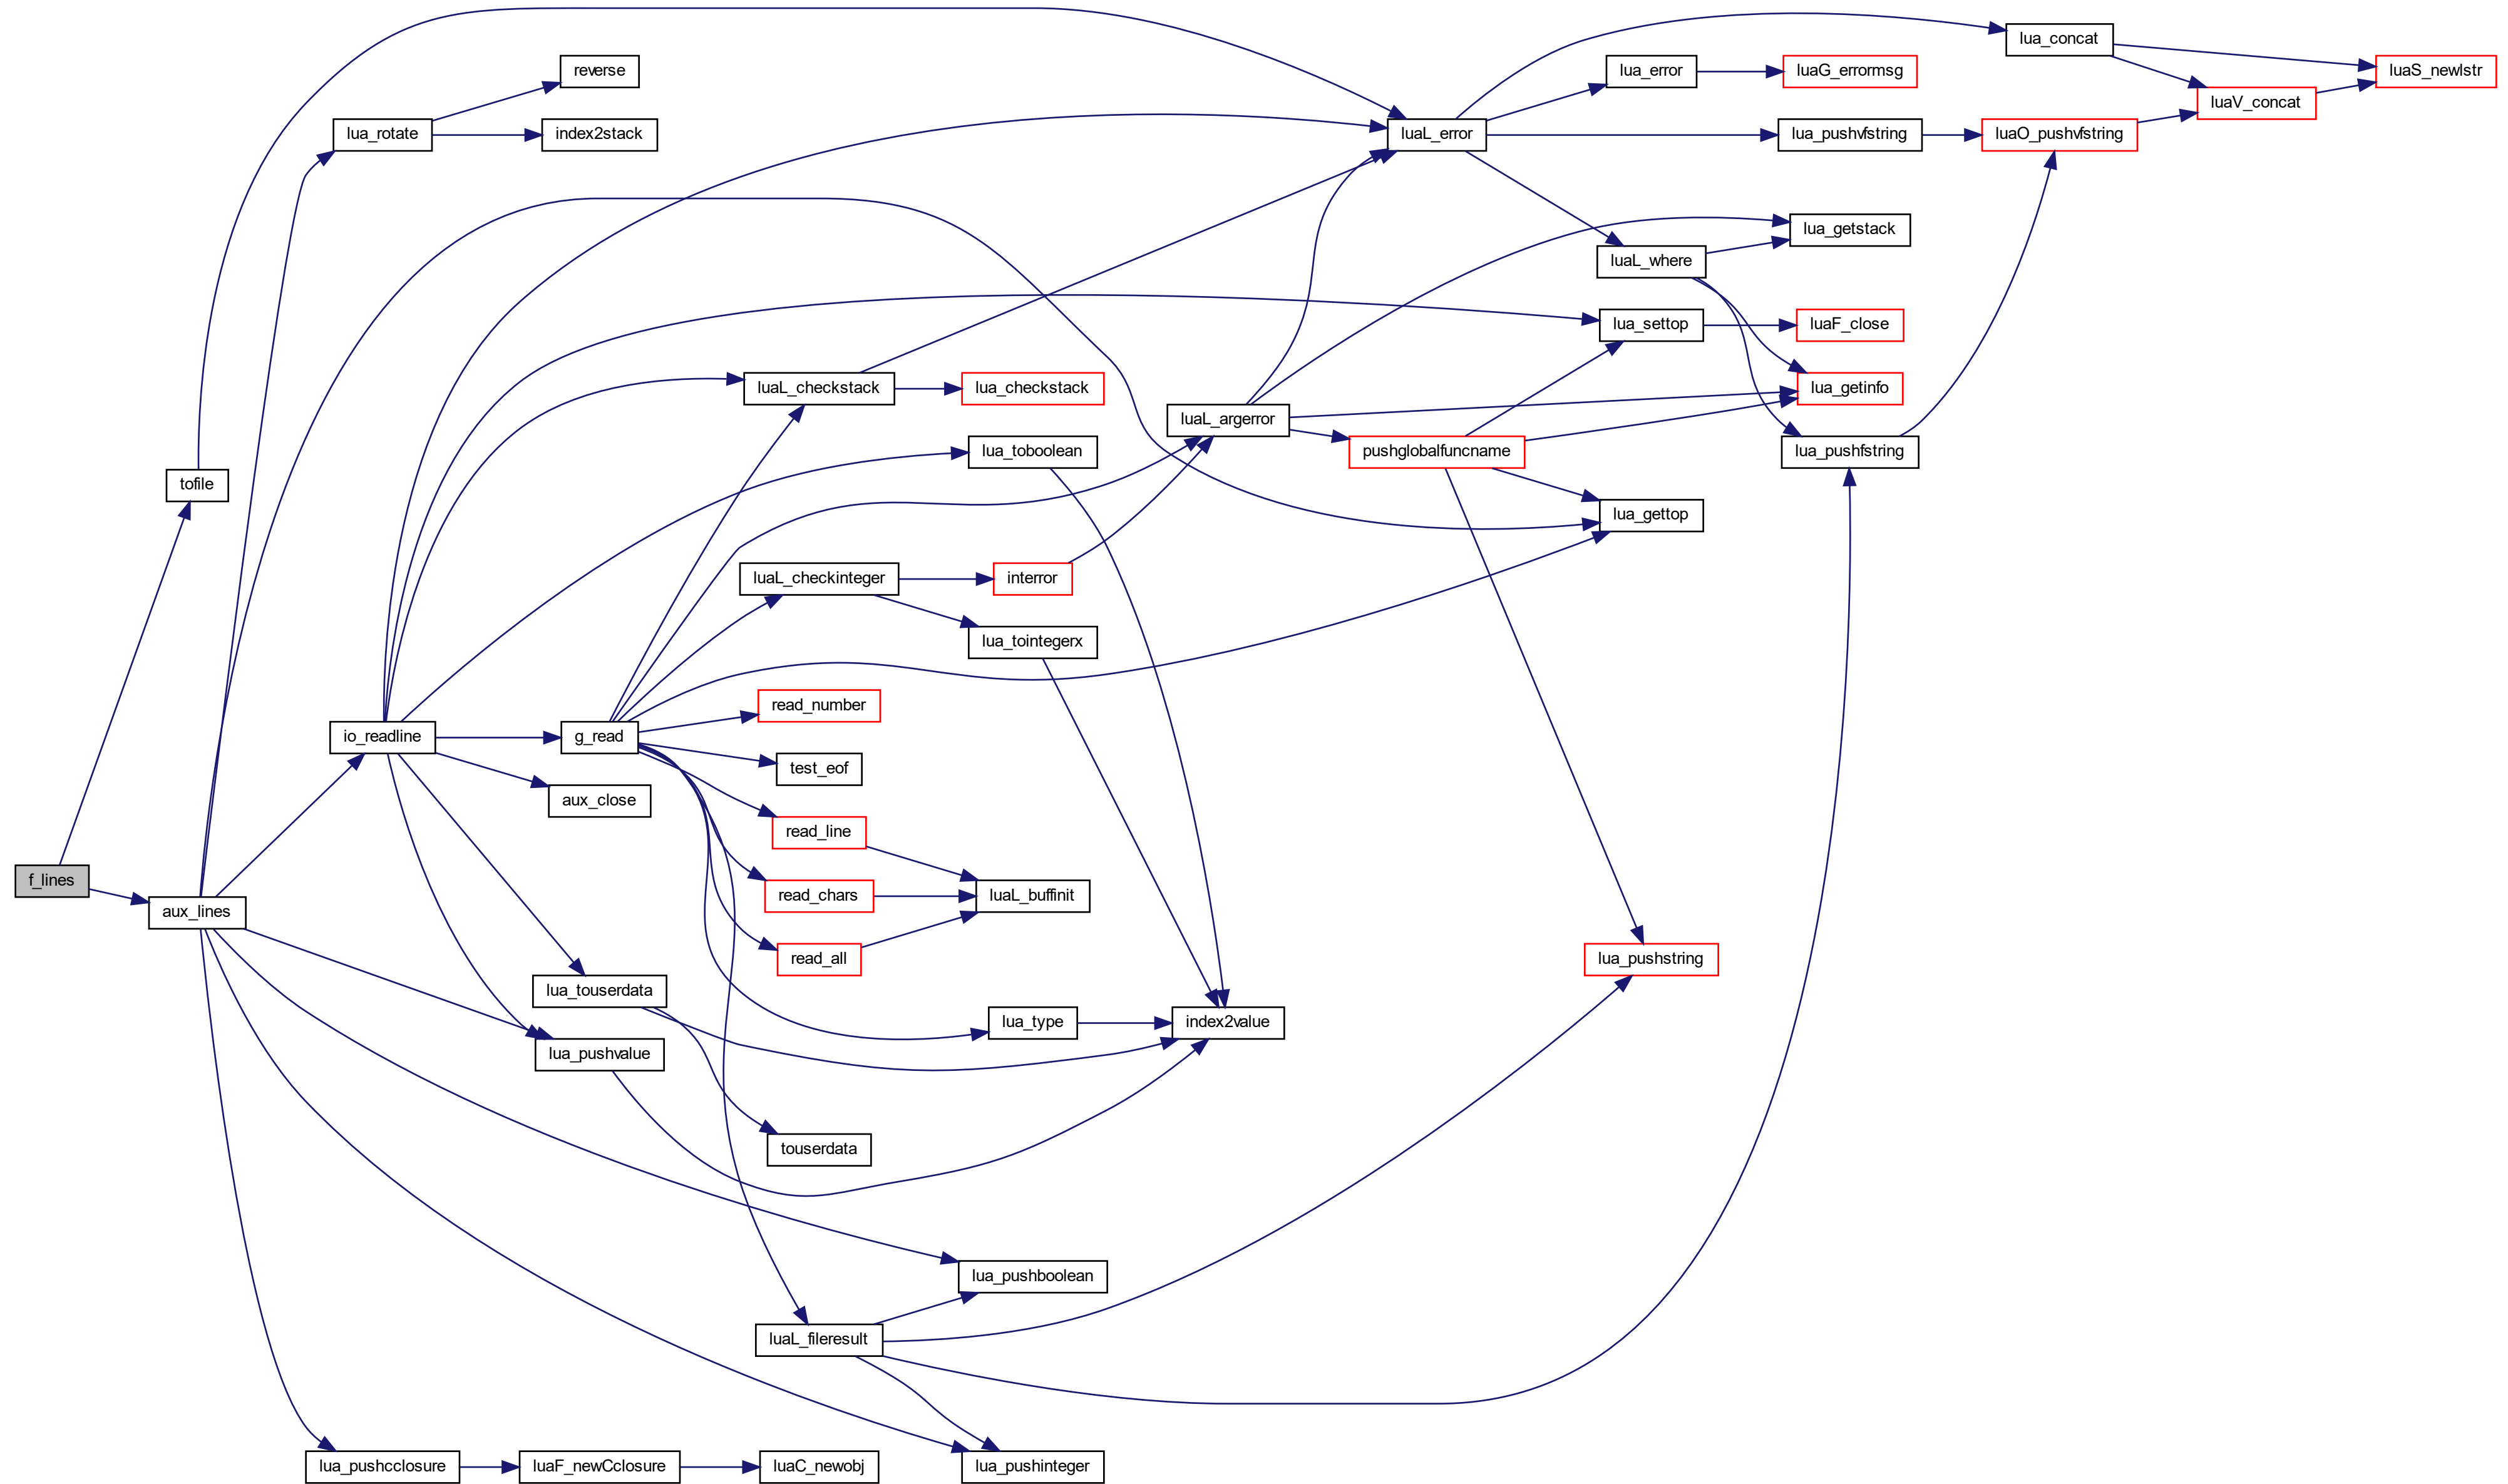 lua_concat
reverse
lua_error
luaG_errormsg
luaS_newlstr
luaV_concat
lua_rotate
index2stack
luaL_error
lua_pushvfstring
luaO_pushvfstring
lua_getstack
luaL_where
lua_settop
luaF_close
luaL_checkstack
lua_checkstack
lua_getinfo
luaL_argerror
lua_toboolean
pushglobalfuncname
lua_pushfstring
tofile
lua_gettop
luaL_checkinteger
interror
lua_tointegerx
read_number
io_readline
g_read
test_eof
aux_close
read_line
f_lines
read_chars
luaL_buffinit
aux_lines
read_all
lua_pushstring
lua_touserdata
lua_type
index2value
lua_pushvalue
touserdata
lua_pushboolean
luaL_fileresult
lua_pushcclosure
luaF_newCclosure
luaC_newobj
lua_pushinteger